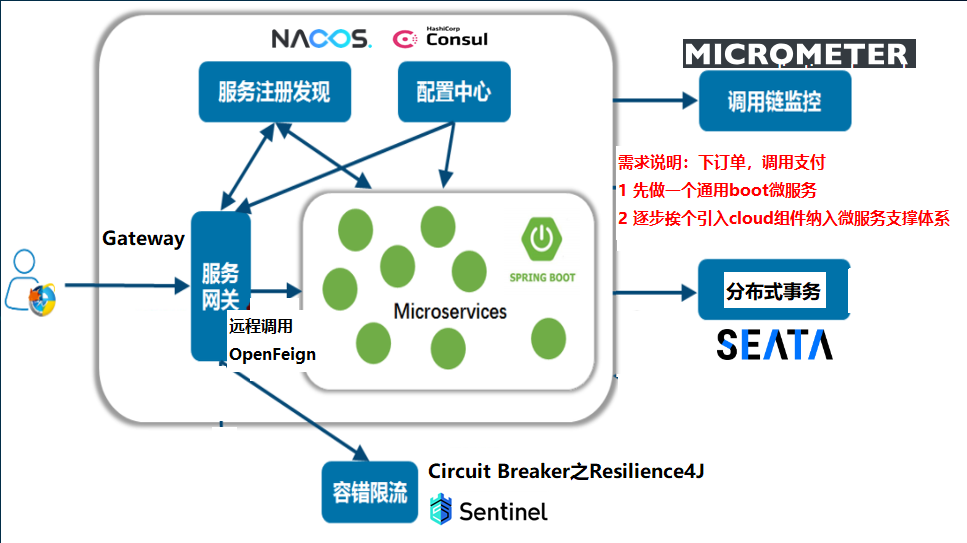 NACOS.
HashiCorp
Consul
MICROMETER
服务注册发现
配置中心
调用链监控
需求说明：下订单，调用支付
1 先做一个通用boot微服务
2 逐步挨个引入cloud组件纳入微服务支撑体系
Gateway
服务
网关
SPRING BOOT
Microservices
分布式事务
SEATA
远程调用
OpenFeign
容错限流
Circuit Breaker之Resilience4J
Sentinel